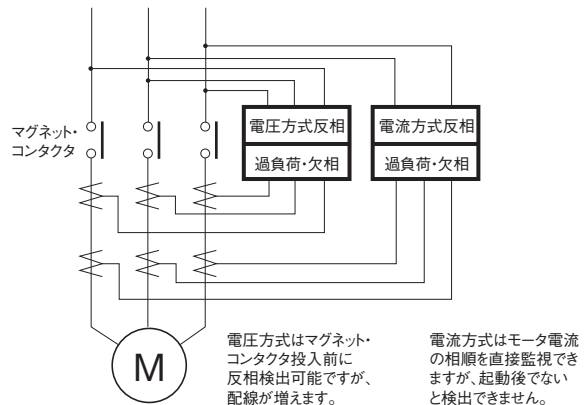 電圧方式反相
電流方式反相
過負荷・欠相
過負荷・欠相
マグネット・
コンタクタ
M
電圧方式はマグネット・
コンタクタ投入前に
反相検出可能ですが、
配線が増えます。
電流方式はモータ電流
の相順を直接監視でき
ますが、起動後でない
と検出できません。